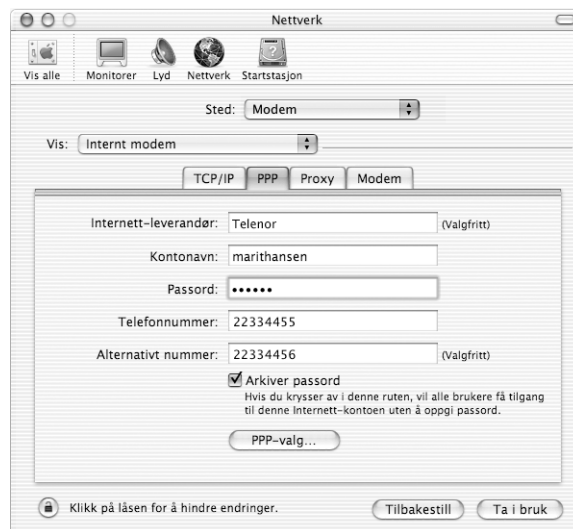 Nettverk
Vis alle Monitorer Lyd Nettverk Startstasjon
Sted: Modem
Vis: Internt modem
TCP/IP PPP Proxy Modem
Internett-leverandør: Telenor (Valgfritt)
Kontonavn: marithansen
Passord: ••••••
Telefonnummer: 22334455
Alternativt nummer: 22334456 (Valgfritt)
Arkiver passord
Hvis du krysser av i denne ruten, vil alle brukere få tilgang
til denne Internett-kontoen uten å oppgi passord.
PPP-valg...
Klikk på låsen for å hindre endringer. Tilbakestill Ta i bruk